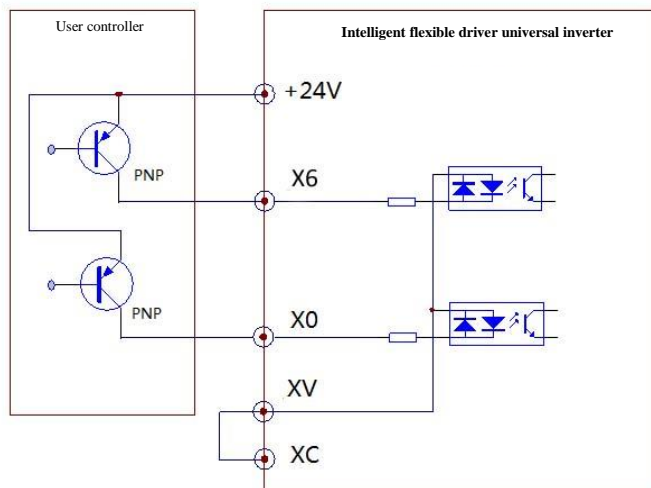 User controller
Intelligent flexible driver universal inverter
+24V
PNP
X6
PNP
X0
XV
XC